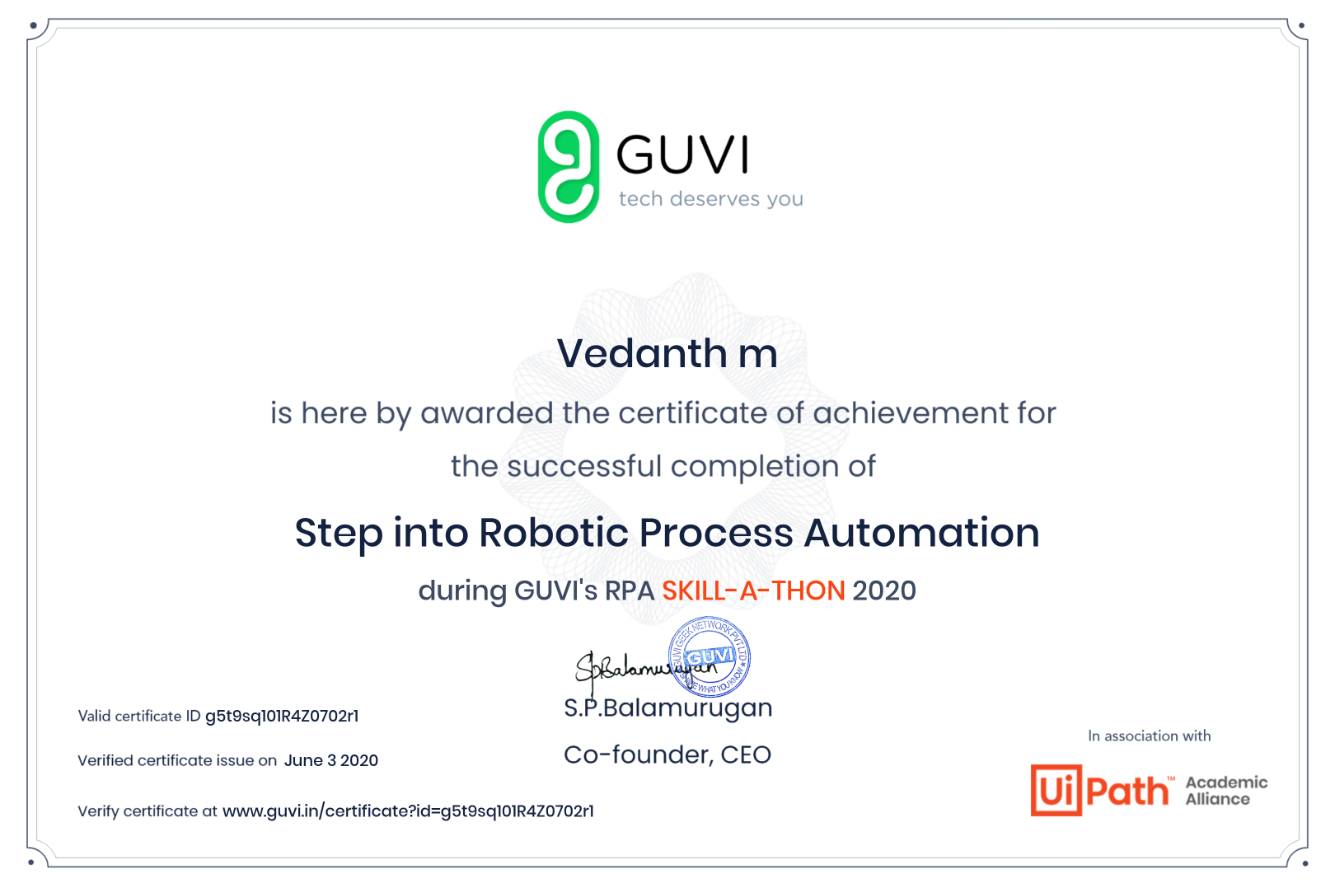 GUVI
tech deserves you
Vedanth m
is here by awarded the certificate of achievement for
the successful completion of
Step into Robotic Process Automation
during GUVI's RPA SKILL-A-THON 2020
GUVI GEEK NETWORK PVT LTD
GUVI
WHAT YOU KNOW
SpBalamurugan
S.P.Balamurugan
Co-founder, CEO
Valid certificate ID g5t9sq101R4Z0702r1
Verified certificate issue on June 3 2020
Verify certificate at www.guvi.in/certificate?id=g5t9sq101R4Z0702r1
In association with
UiPath™ Academic
Alliance